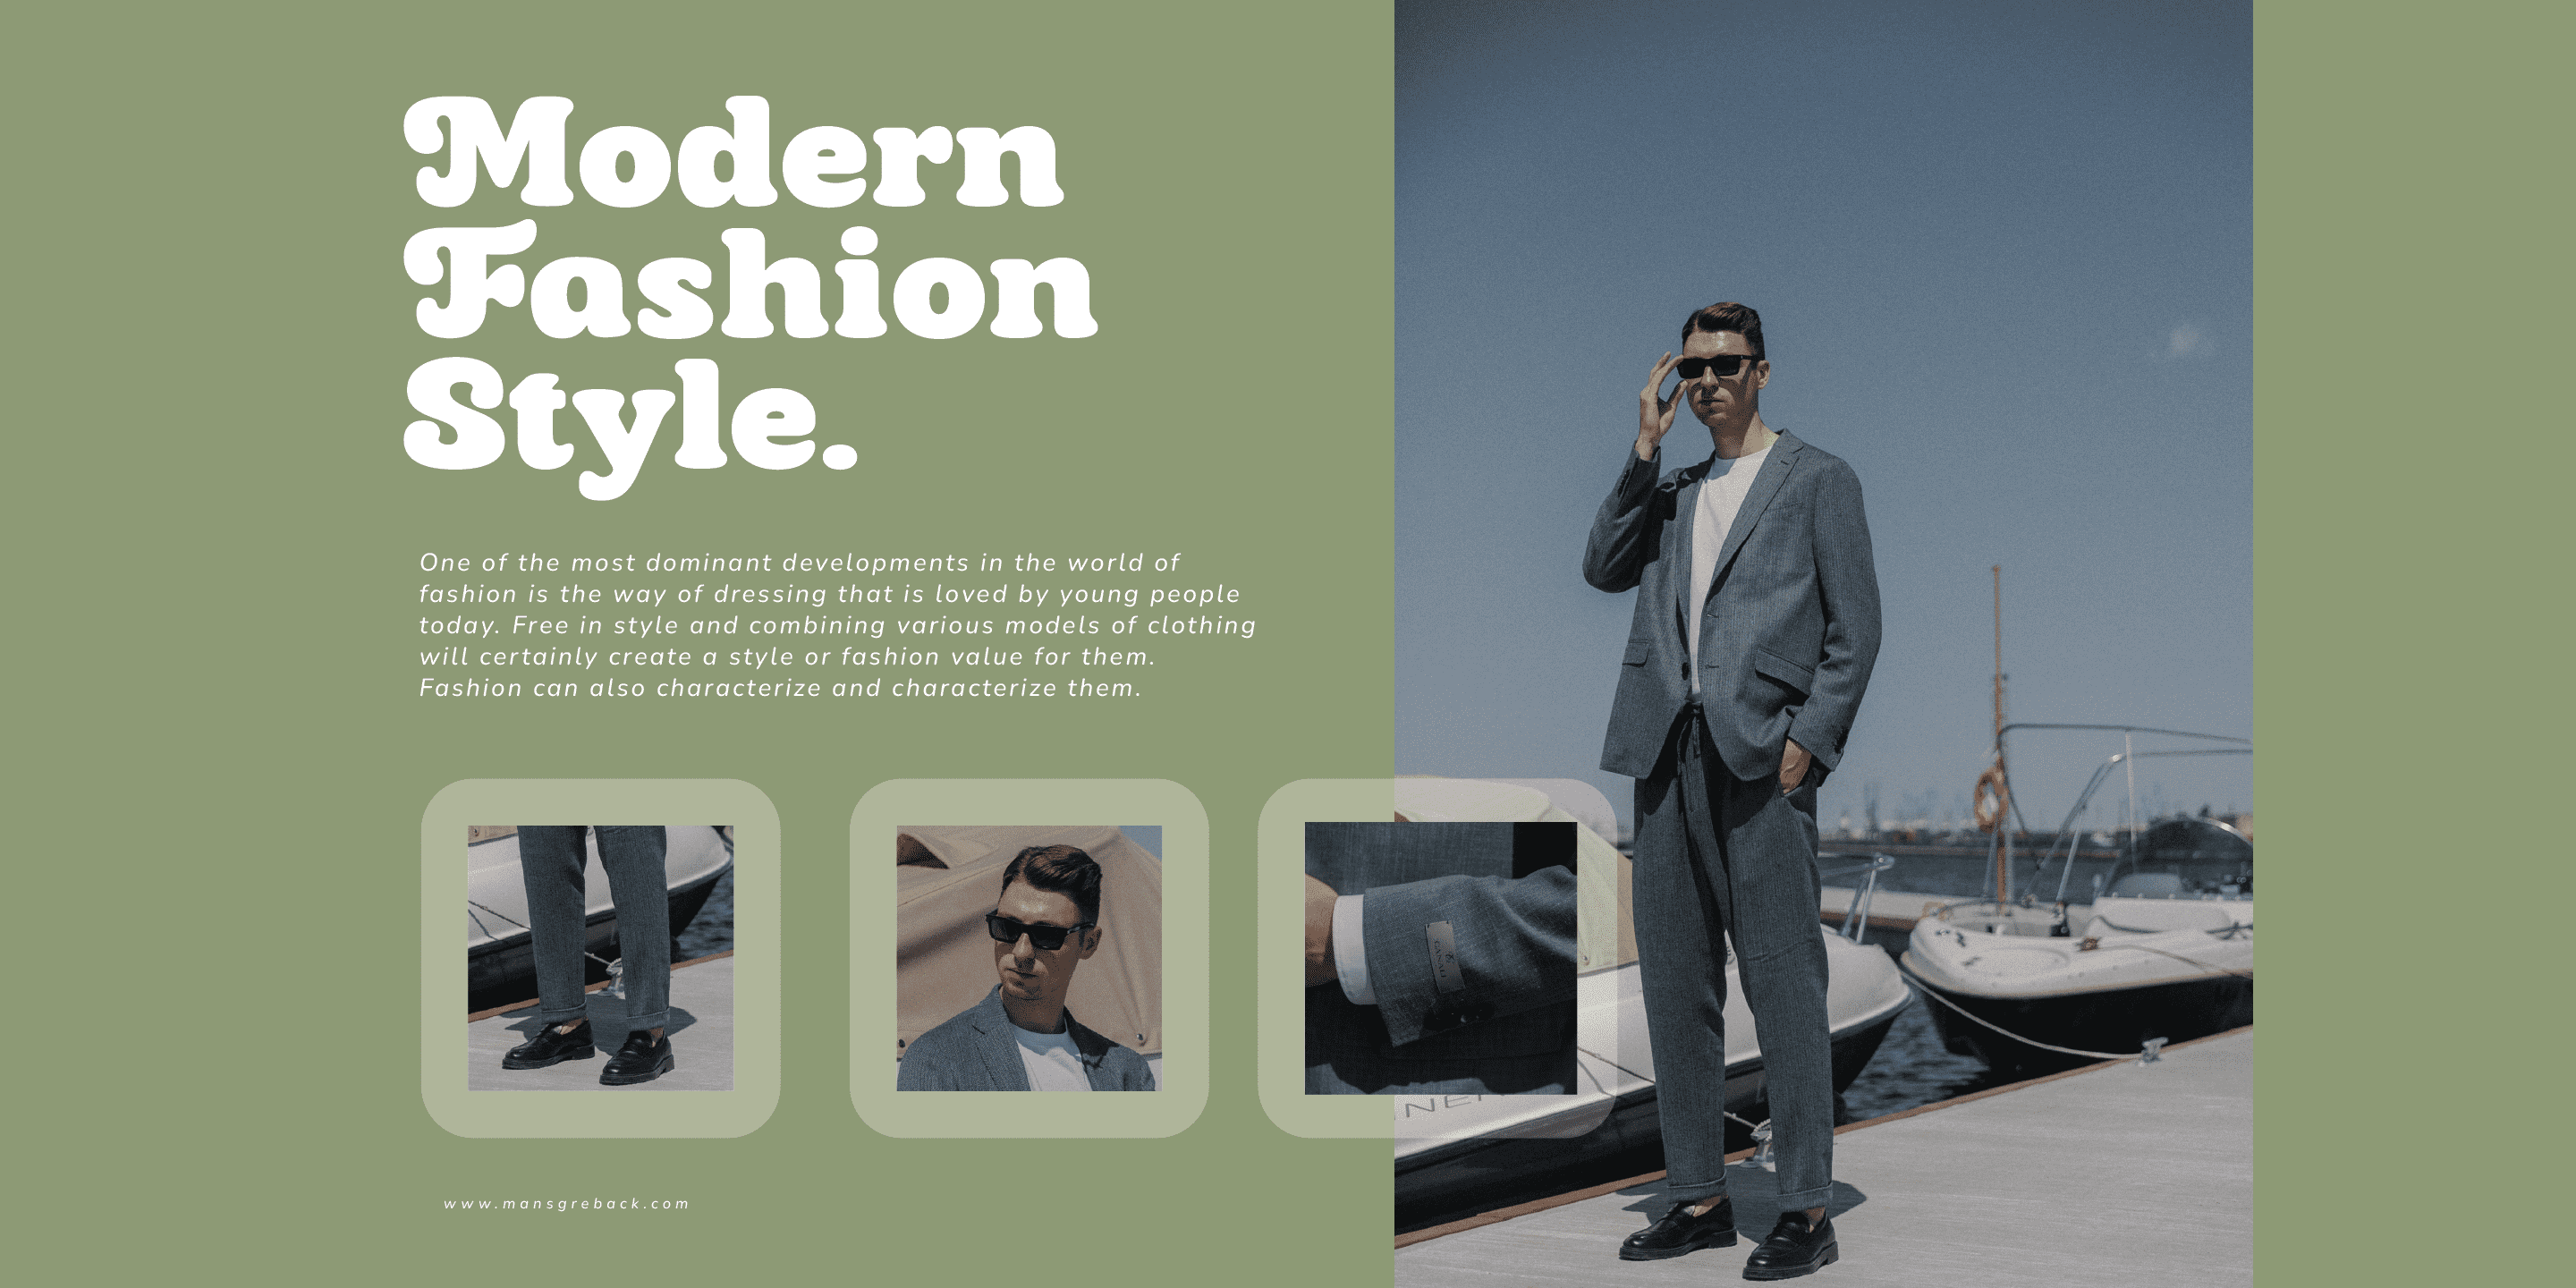 Modern
Fashion
Style.
One of the most dominant developments in the world of
fashion is the way of dressing that is loved by young people
today. Free in style and combining various models of clothing
will certainly create a style or fashion value for them.
Fashion can also characterize and characterize them.
www.mansgreback.com